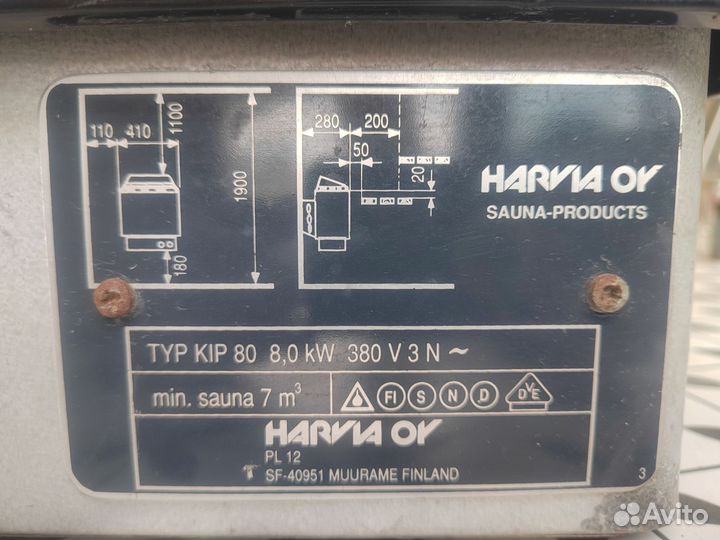 110 410 1100
1900
180
280 200
50
20
HARVIA OY
SAUNA-PRODUCTS
TYP KIP 80 8,0 kW 380 V 3 N ~
min. sauna 7 m³ FI S N D DVE
HARVIA OY
PL 12
SF-40951 MUURAME FINLAND
3
Avito